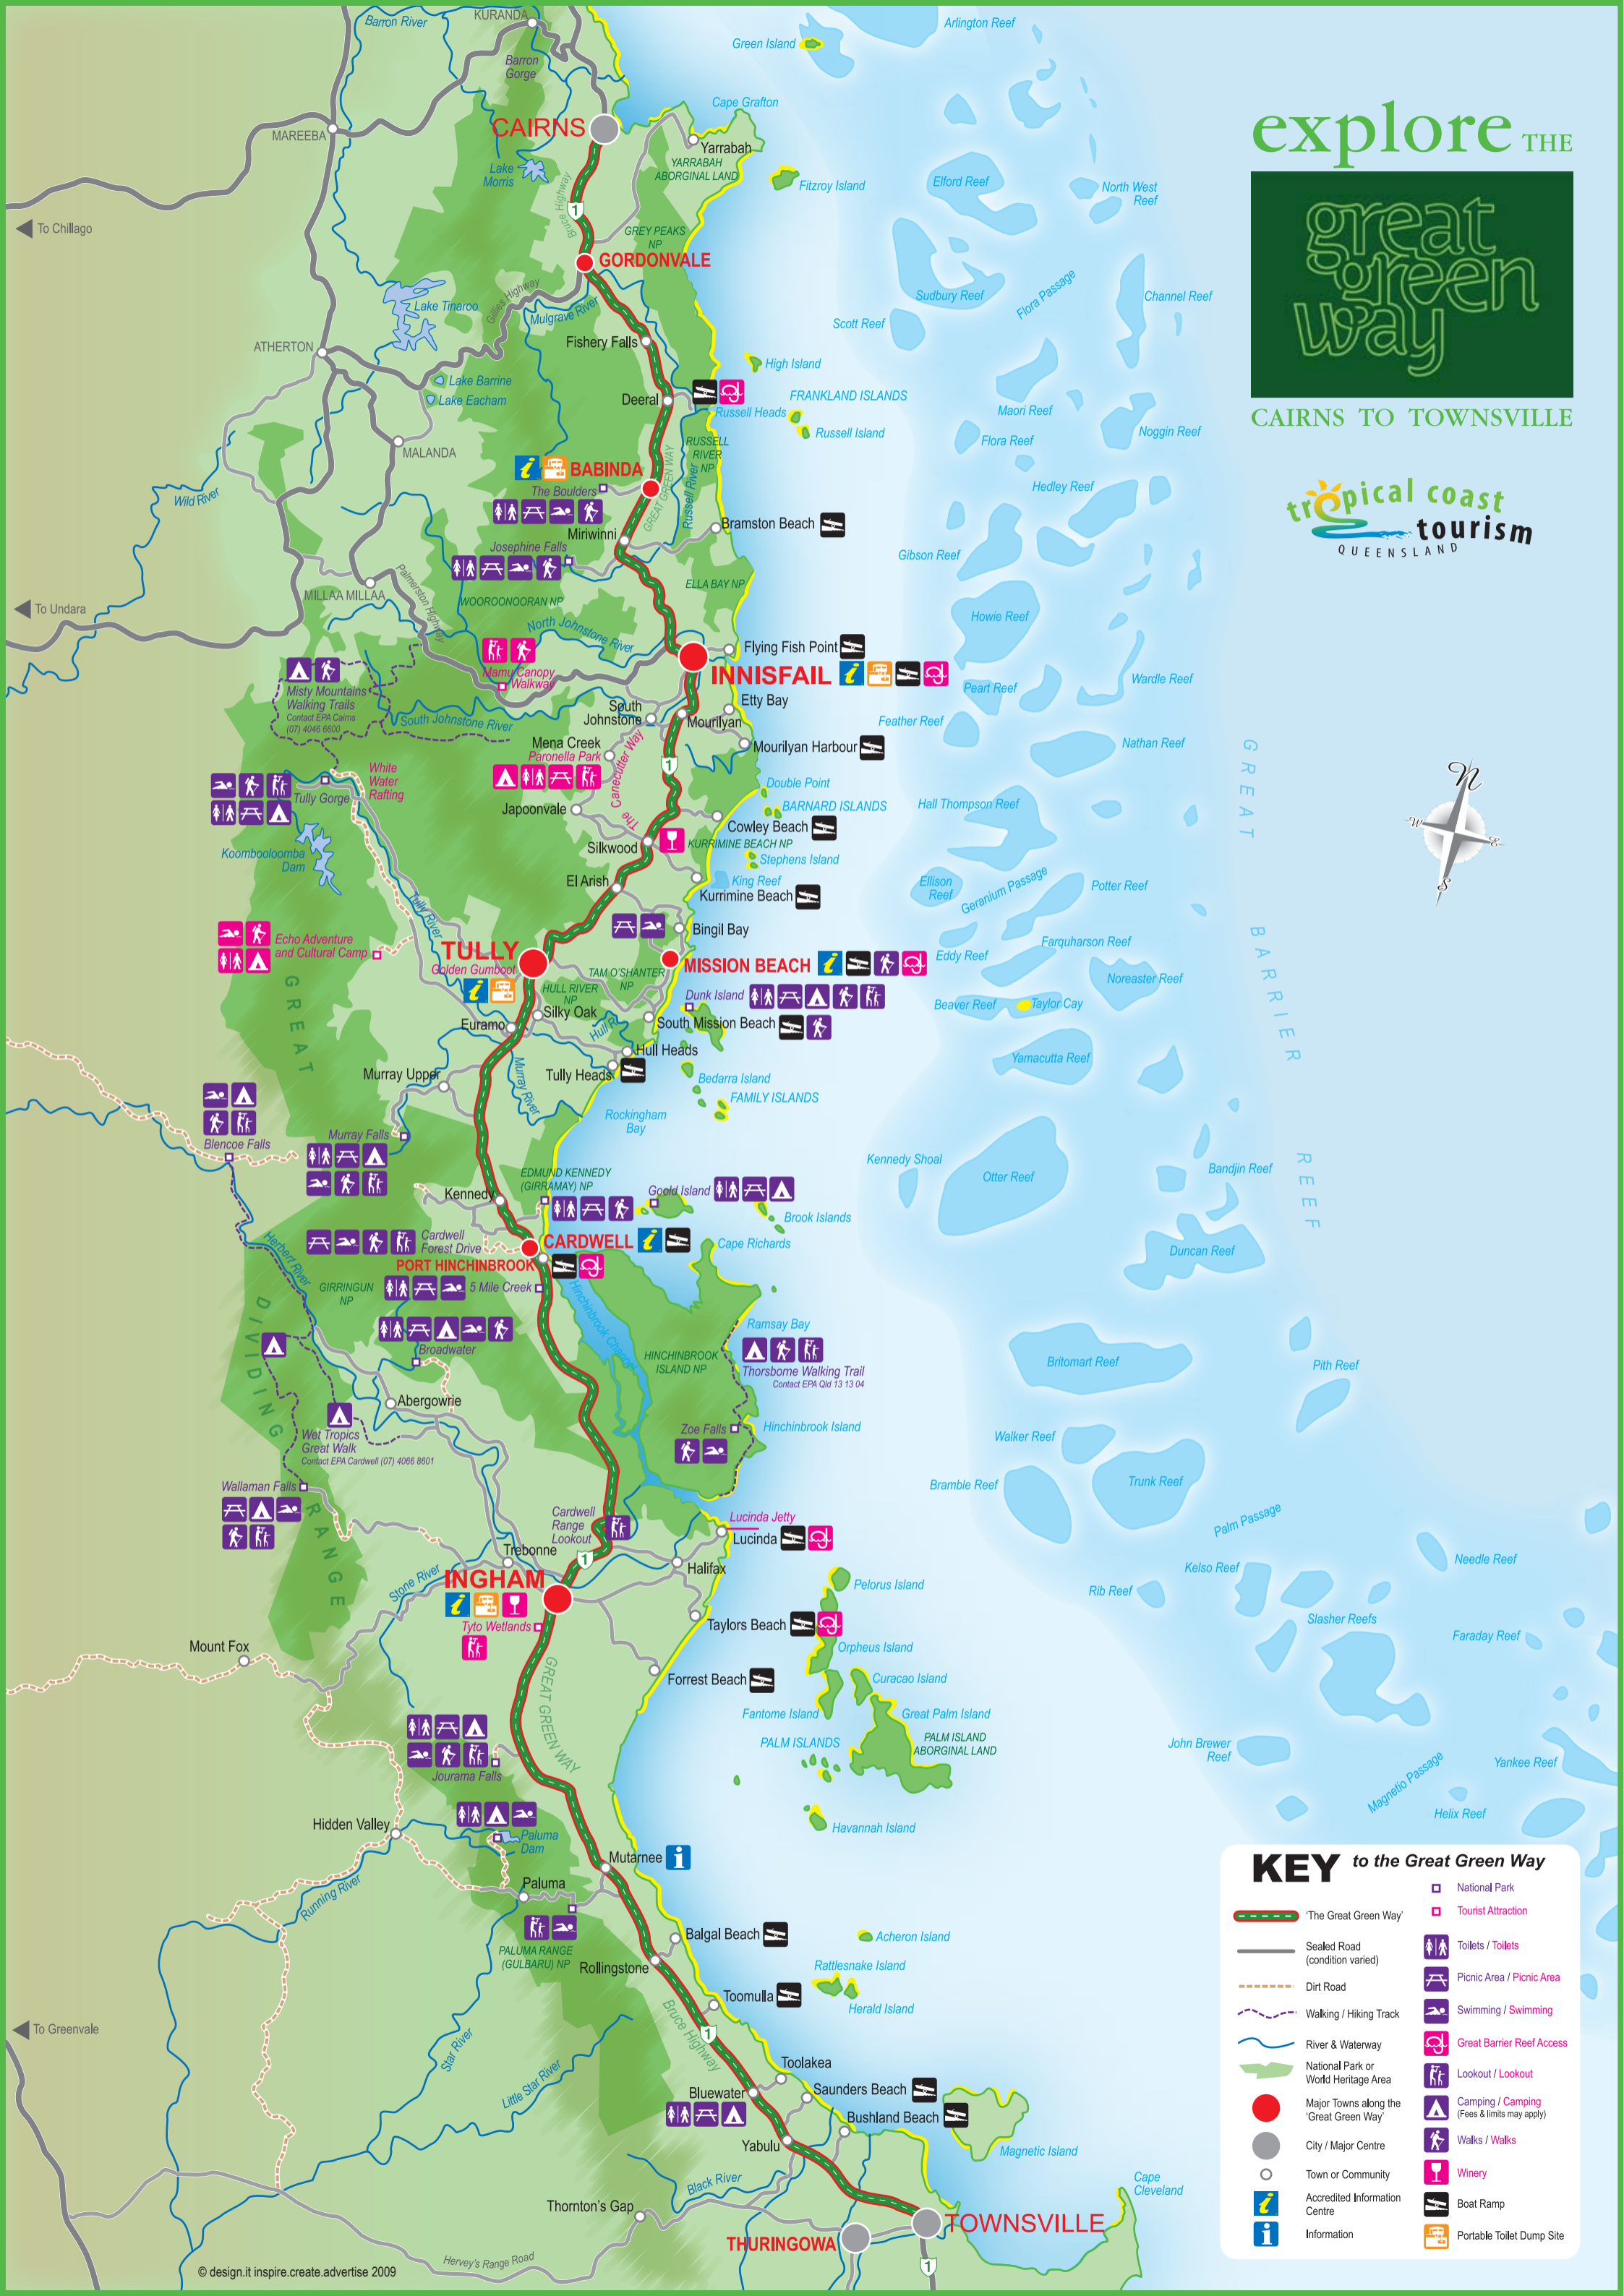 explore THE
great
green
way
CAIRNS TO TOWNSVILLE
tropical coast
tourism
QUEENSLAND
Barron River
KURANDA
Barron
Gorge
Green Island
Arlington Reef
Cape Grafton
CAIRNS
MAREEBA
Yarrabah
YARRABAH
ABORGINAL LAND
Lake
Morris
Fitzroy Island
Elford Reef
North West
Reef
Bruce Highway
1
To Chillago
GREY PEAKS
NP
GORDONVALE
Lake Tinaroo
Gillies Highway
Mulgrave River
Sudbury Reef
Flora Passage
Channel Reef
Scott Reef
Fishery Falls
ATHERTON
High Island
Lake Barrine
Lake Eacham
Deeral
FRANKLAND ISLANDS
Russell Heads
Russell Island
Maori Reef
Flora Reef
Noggin Reef
MALANDA
RUSSELL
RIVER
NP
GREAT GREEN WAY
Russell River
BABINDA
The Boulders
Hedley Reef
Wild River
Miriwinni
Bramston Beach
Josephine Falls
Gibson Reef
ELLA BAY NP
MILLAA MILLAA
Palmerston Highway
WOOROONOORAN NP
To Undara
Howie Reef
North Johnstone River
Flying Fish Point
INNISFAIL
Mamu Canopy
Walkway
Misty Mountains
Walking Trails
Contact EPA Cairns
(07) 4046 6600
Peart Reef
Wardle Reef
Etty Bay
South
Johnstone
Mourilyan
Feather Reef
South Johnstone River
Mena Creek
Paronella Park
Mourilyan Harbour
Nathan Reef
The Canecutter Way
1
White
Water
Rafting
Tully Gorge
Double Point
BARNARD ISLANDS
Hall Thompson Reef
Japoonvale
Cowley Beach
Silkwood
KURRIMINE BEACH NP
Koombooloomba
Dam
Stephens Island
King Reef
El Arish
Kurrimine Beach
Ellison
Reef
Geranium Passage
Potter Reef
Tully River
Bingil Bay
Echo Adventure
and Cultural Camp
TULLY
Golden Gumboot
MISSION BEACH
Farquharson Reef
Eddy Reef
TAM O'SHANTER
NP
HULL RIVER
NP
Dunk Island
Noreaster Reef
Beaver Reef
Taylor Cay
Silky Oak
Euramo
Hull R
South Mission Beach
Hull Heads
Yamacutta Reef
Murray Upper
Murray River
Tully Heads
Bedarra Island
FAMILY ISLANDS
Rockingham
Bay
Blencoe Falls
Murray Falls
Kennedy Shoal
Otter Reef
Bandjin Reef
GREAT BARRIER REEF
EDMUND KENNEDY
(GIRRAMAY) NP
Kennedy
Goold Island
Brook Islands
Cardwell
Forest Drive
CARDWELL
Cape Richards
Duncan Reef
PORT HINCHINBROOK
Herbert River
GIRRINGUN
NP
5 Mile Creek
Hinchinbrook Channel
Ramsay Bay
Broadwater
HINCHINBROOK
ISLAND NP
Thorsborne Walking Trail
Contact EPA Qld 13 13 04
Britomart Reef
Pith Reef
Abergowrie
GREAT DIVIDING RANGE
Wet Tropics
Great Walk
Contact EPA Cardwell (07) 4066 8601
Zoe Falls
Hinchinbrook Island
Walker Reef
Bramble Reef
Trunk Reef
Wallaman Falls
Cardwell
Range
Lookout
Palm Passage
Lucinda Jetty
Lucinda
Trebonne
1
Halifax
Needle Reef
Kelso Reef
Stone River
INGHAM
Pelorus Island
Rib Reef
Tyto Wetlands
Taylors Beach
Slasher Reefs
Faraday Reef
Orpheus Island
Mount Fox
Forrest Beach
Curacao Island
Fantome Island
Great Palm Island
GREAT GREEN WAY
PALM ISLANDS
PALM ISLAND
ABORGINAL LAND
John Brewer
Reef
Magnetio Passage
Yankee Reef
Jourama Falls
Helix Reef
Hidden Valley
Havannah Island
Paluma
Dam
Mutarnee
Running River
Paluma
Balgal Beach
Acheron Island
PALUMA RANGE
(GULBARU) NP
Rollingstone
Rattlesnake Island
Toomulla
Herald Island
To Greenvale
Bruce Highway
1
Star River
Little Star River
Toolakea
Bluewater
Saunders Beach
Bushland Beach
Yabulu
Magnetic Island
Black River
Cape
Cleveland
Thornton's Gap
TOWNSVILLE
THURINGOWA
Hervey's Range Road
1
© design.it inspire.create.advertise 2009
N
W
E
S
KEY to the Great Green Way
'The Great Green Way'
Sealed Road
(condition varied)
Dirt Road
Walking / Hiking Track
River & Waterway
National Park or
World Heritage Area
Major Towns along the
'Great Green Way'
City / Major Centre
Town or Community
Accredited Information
Centre
Information
National Park
Tourist Attraction
Toilets / Toilets
Picnic Area / Picnic Area
Swimming / Swimming
Great Barrier Reef Access
Lookout / Lookout
Camping / Camping
(Fees & limits may apply)
Walks / Walks
Winery
Boat Ramp
Portable Toilet Dump Site